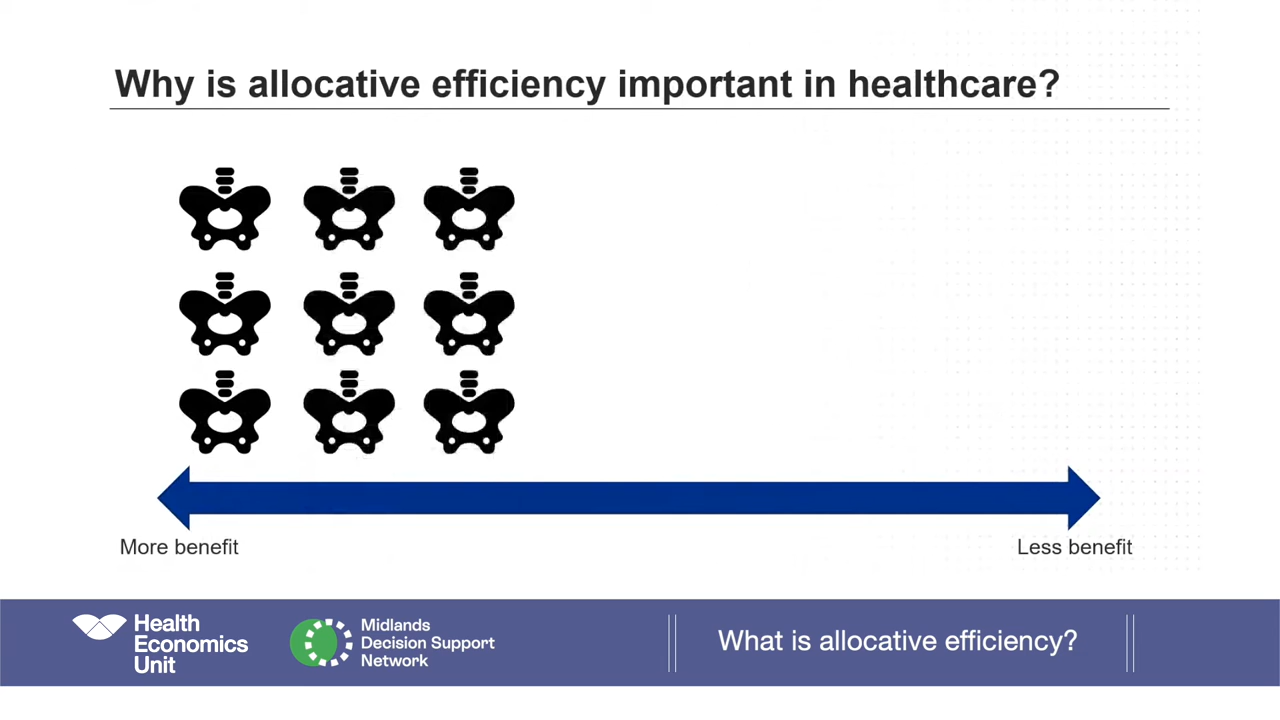 Why is allocative efficiency important in healthcare?
More benefit
Less benefit
Health
Economics
Unit
Midlands
Decision Support
Network
What is allocative efficiency?